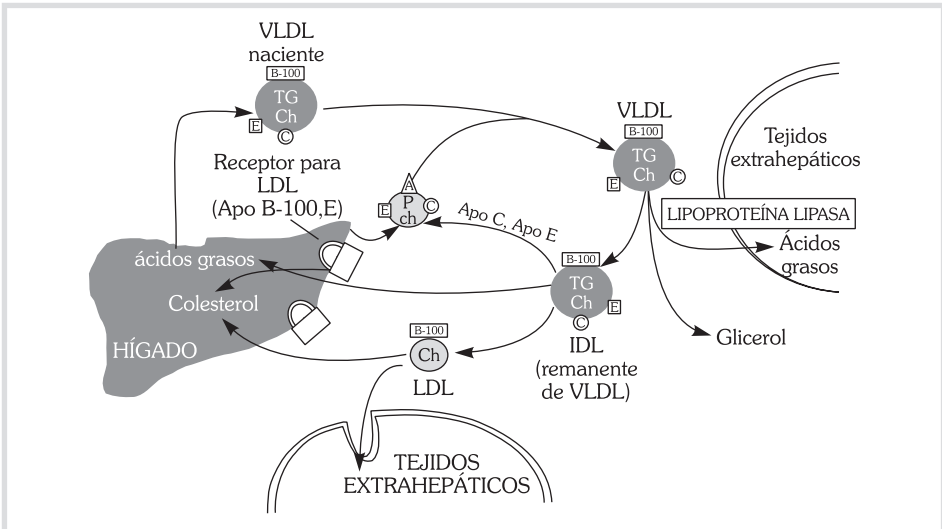 VLDL
naciente
B-100
TG
Ch
E
C
VLDL
B-100
TG
Ch
E
C
Tejidos
extrahepáticos
LIPOPROTEÍNA LIPASA
Ácidos
grasos
Glicerol
Receptor para
LDL
(Apo B-100,E)
A
E
P
ch
C
Apo C, Apo E
B-100
TG
Ch
E
C
IDL
(remanente
de VLDL)
ácidos grasos
Colesterol
HÍGADO
B-100
Ch
LDL
TEJIDOS
EXTRAHEPÁTICOS